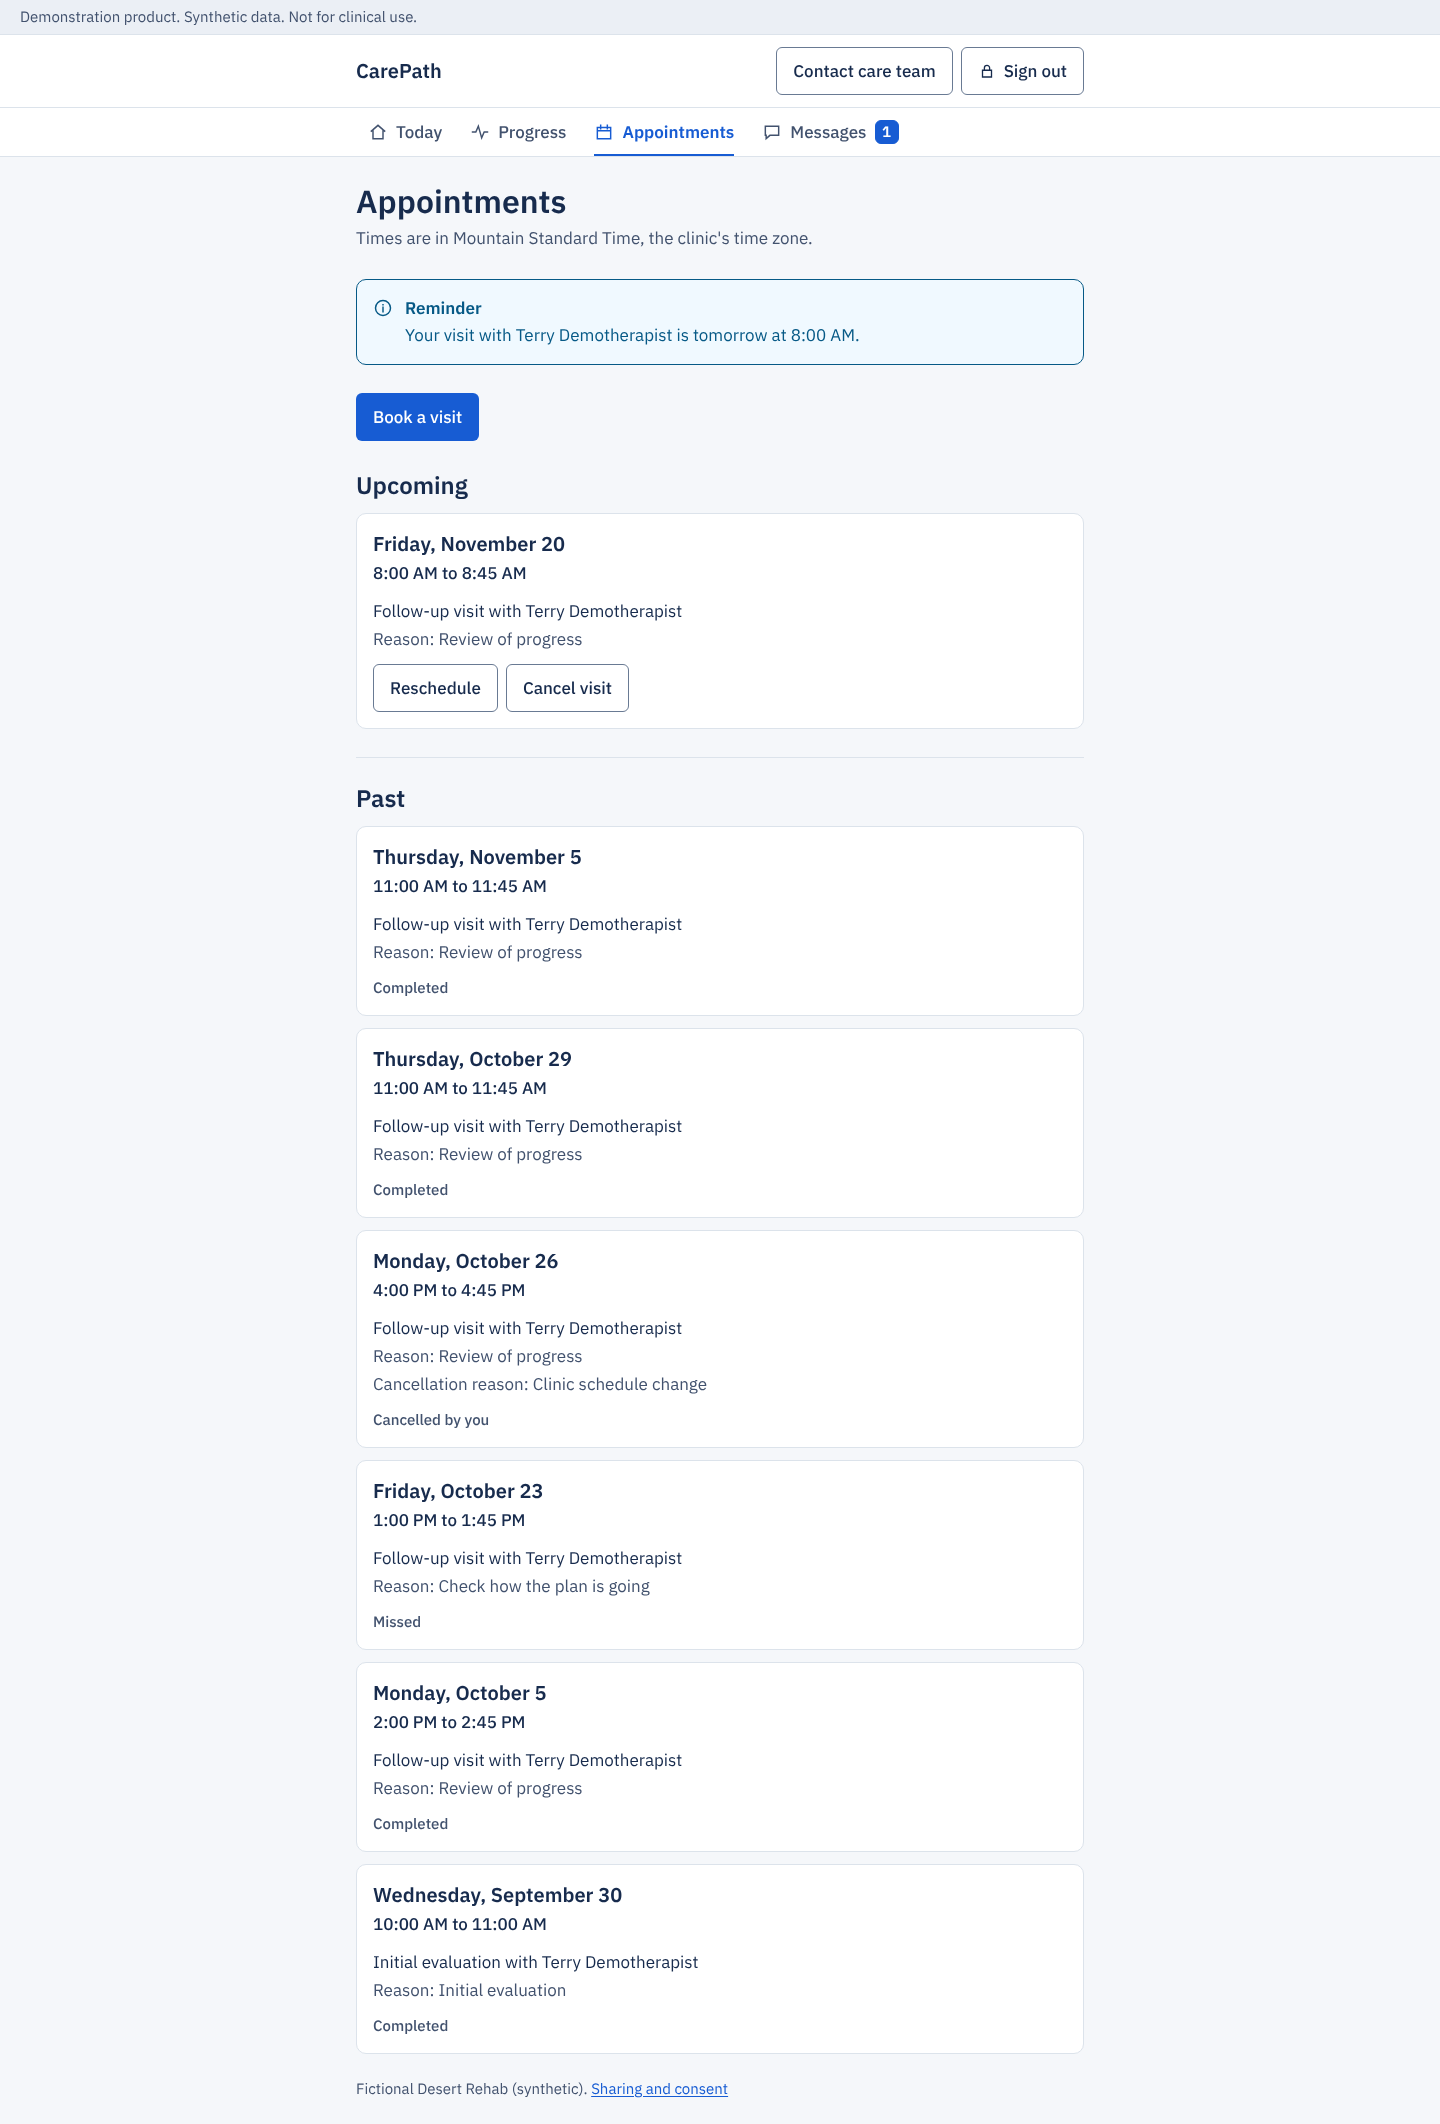 Demonstration product. Synthetic data. Not for clinical use.
CarePath
Contact care team
Sign out
Today
Progress
Appointments
Messages
1
Appointments
Times are in Mountain Standard Time, the clinic's time zone.
Reminder
Your visit with Terry Demotherapist is tomorrow at 8:00 AM.
Book a visit
Upcoming
Friday, November 20
8:00 AM to 8:45 AM
Follow-up visit with Terry Demotherapist
Reason: Review of progress
Reschedule
Cancel visit
Past
Thursday, November 5
11:00 AM to 11:45 AM
Follow-up visit with Terry Demotherapist
Reason: Review of progress
Completed
Thursday, October 29
11:00 AM to 11:45 AM
Follow-up visit with Terry Demotherapist
Reason: Review of progress
Completed
Monday, October 26
4:00 PM to 4:45 PM
Follow-up visit with Terry Demotherapist
Reason: Review of progress
Cancellation reason: Clinic schedule change
Cancelled by you
Friday, October 23
1:00 PM to 1:45 PM
Follow-up visit with Terry Demotherapist
Reason: Check how the plan is going
Missed
Monday, October 5
2:00 PM to 2:45 PM
Follow-up visit with Terry Demotherapist
Reason: Review of progress
Completed
Wednesday, September 30
10:00 AM to 11:00 AM
Initial evaluation with Terry Demotherapist
Reason: Initial evaluation
Completed
Fictional Desert Rehab (synthetic). Sharing and consent